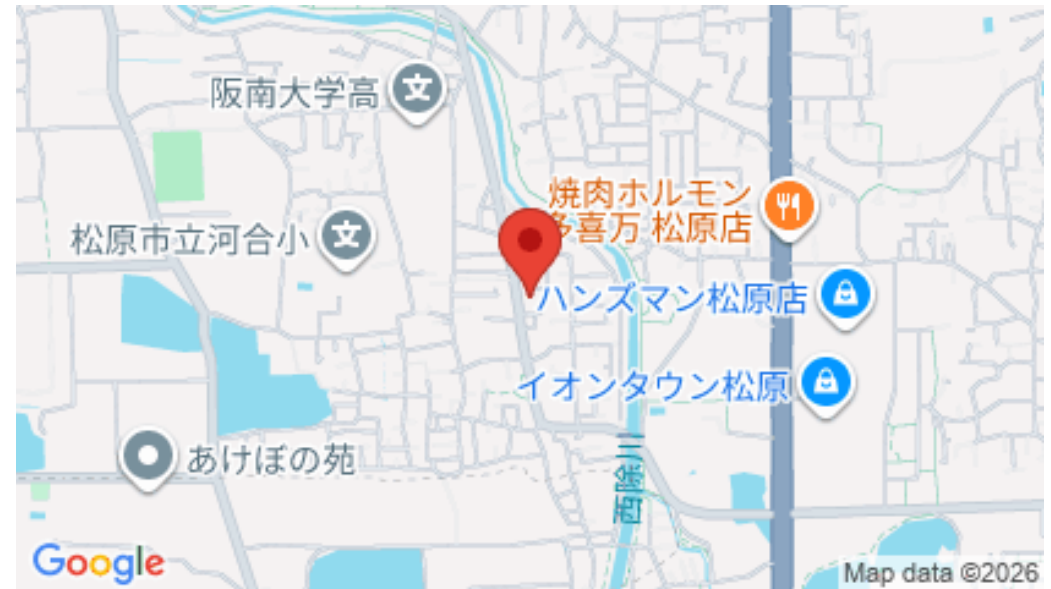 阪南大学高
文
焼肉ホルモン
多喜万 松原店
松原市立河合小
文
ハンズマン松原店
イオンタウン松原
あけぼの苑
西除川
Google
Map data ©2026